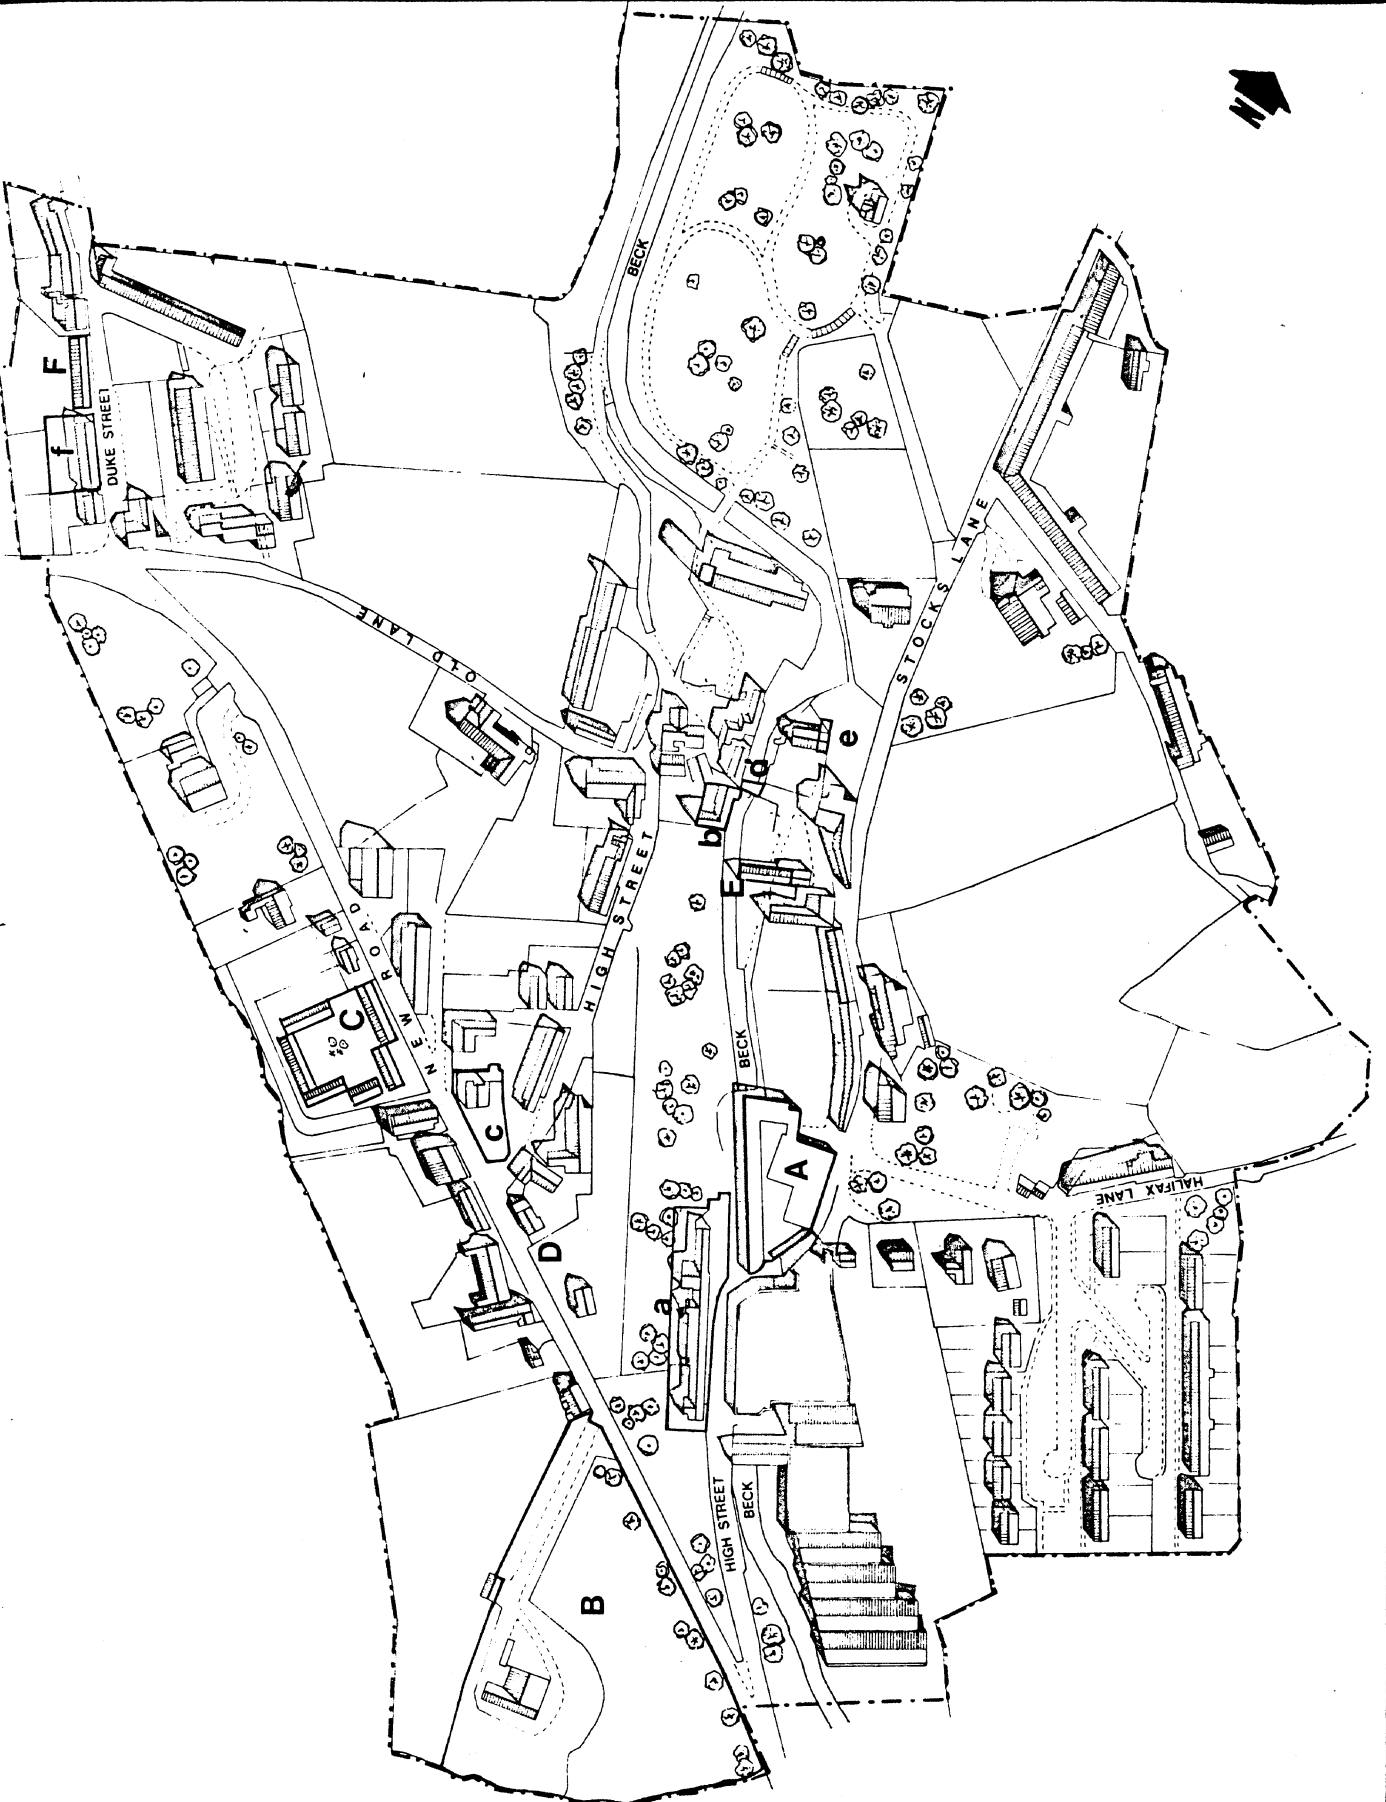 N
BECK
F
DUKE STREET
f
OLD LANE
STOCKS LANE
e
d
b
HIGH STREET
E
NEW ROAD
C
BECK
c
A
HALIFAX LANE
D
a
HIGH STREET
BECK
B